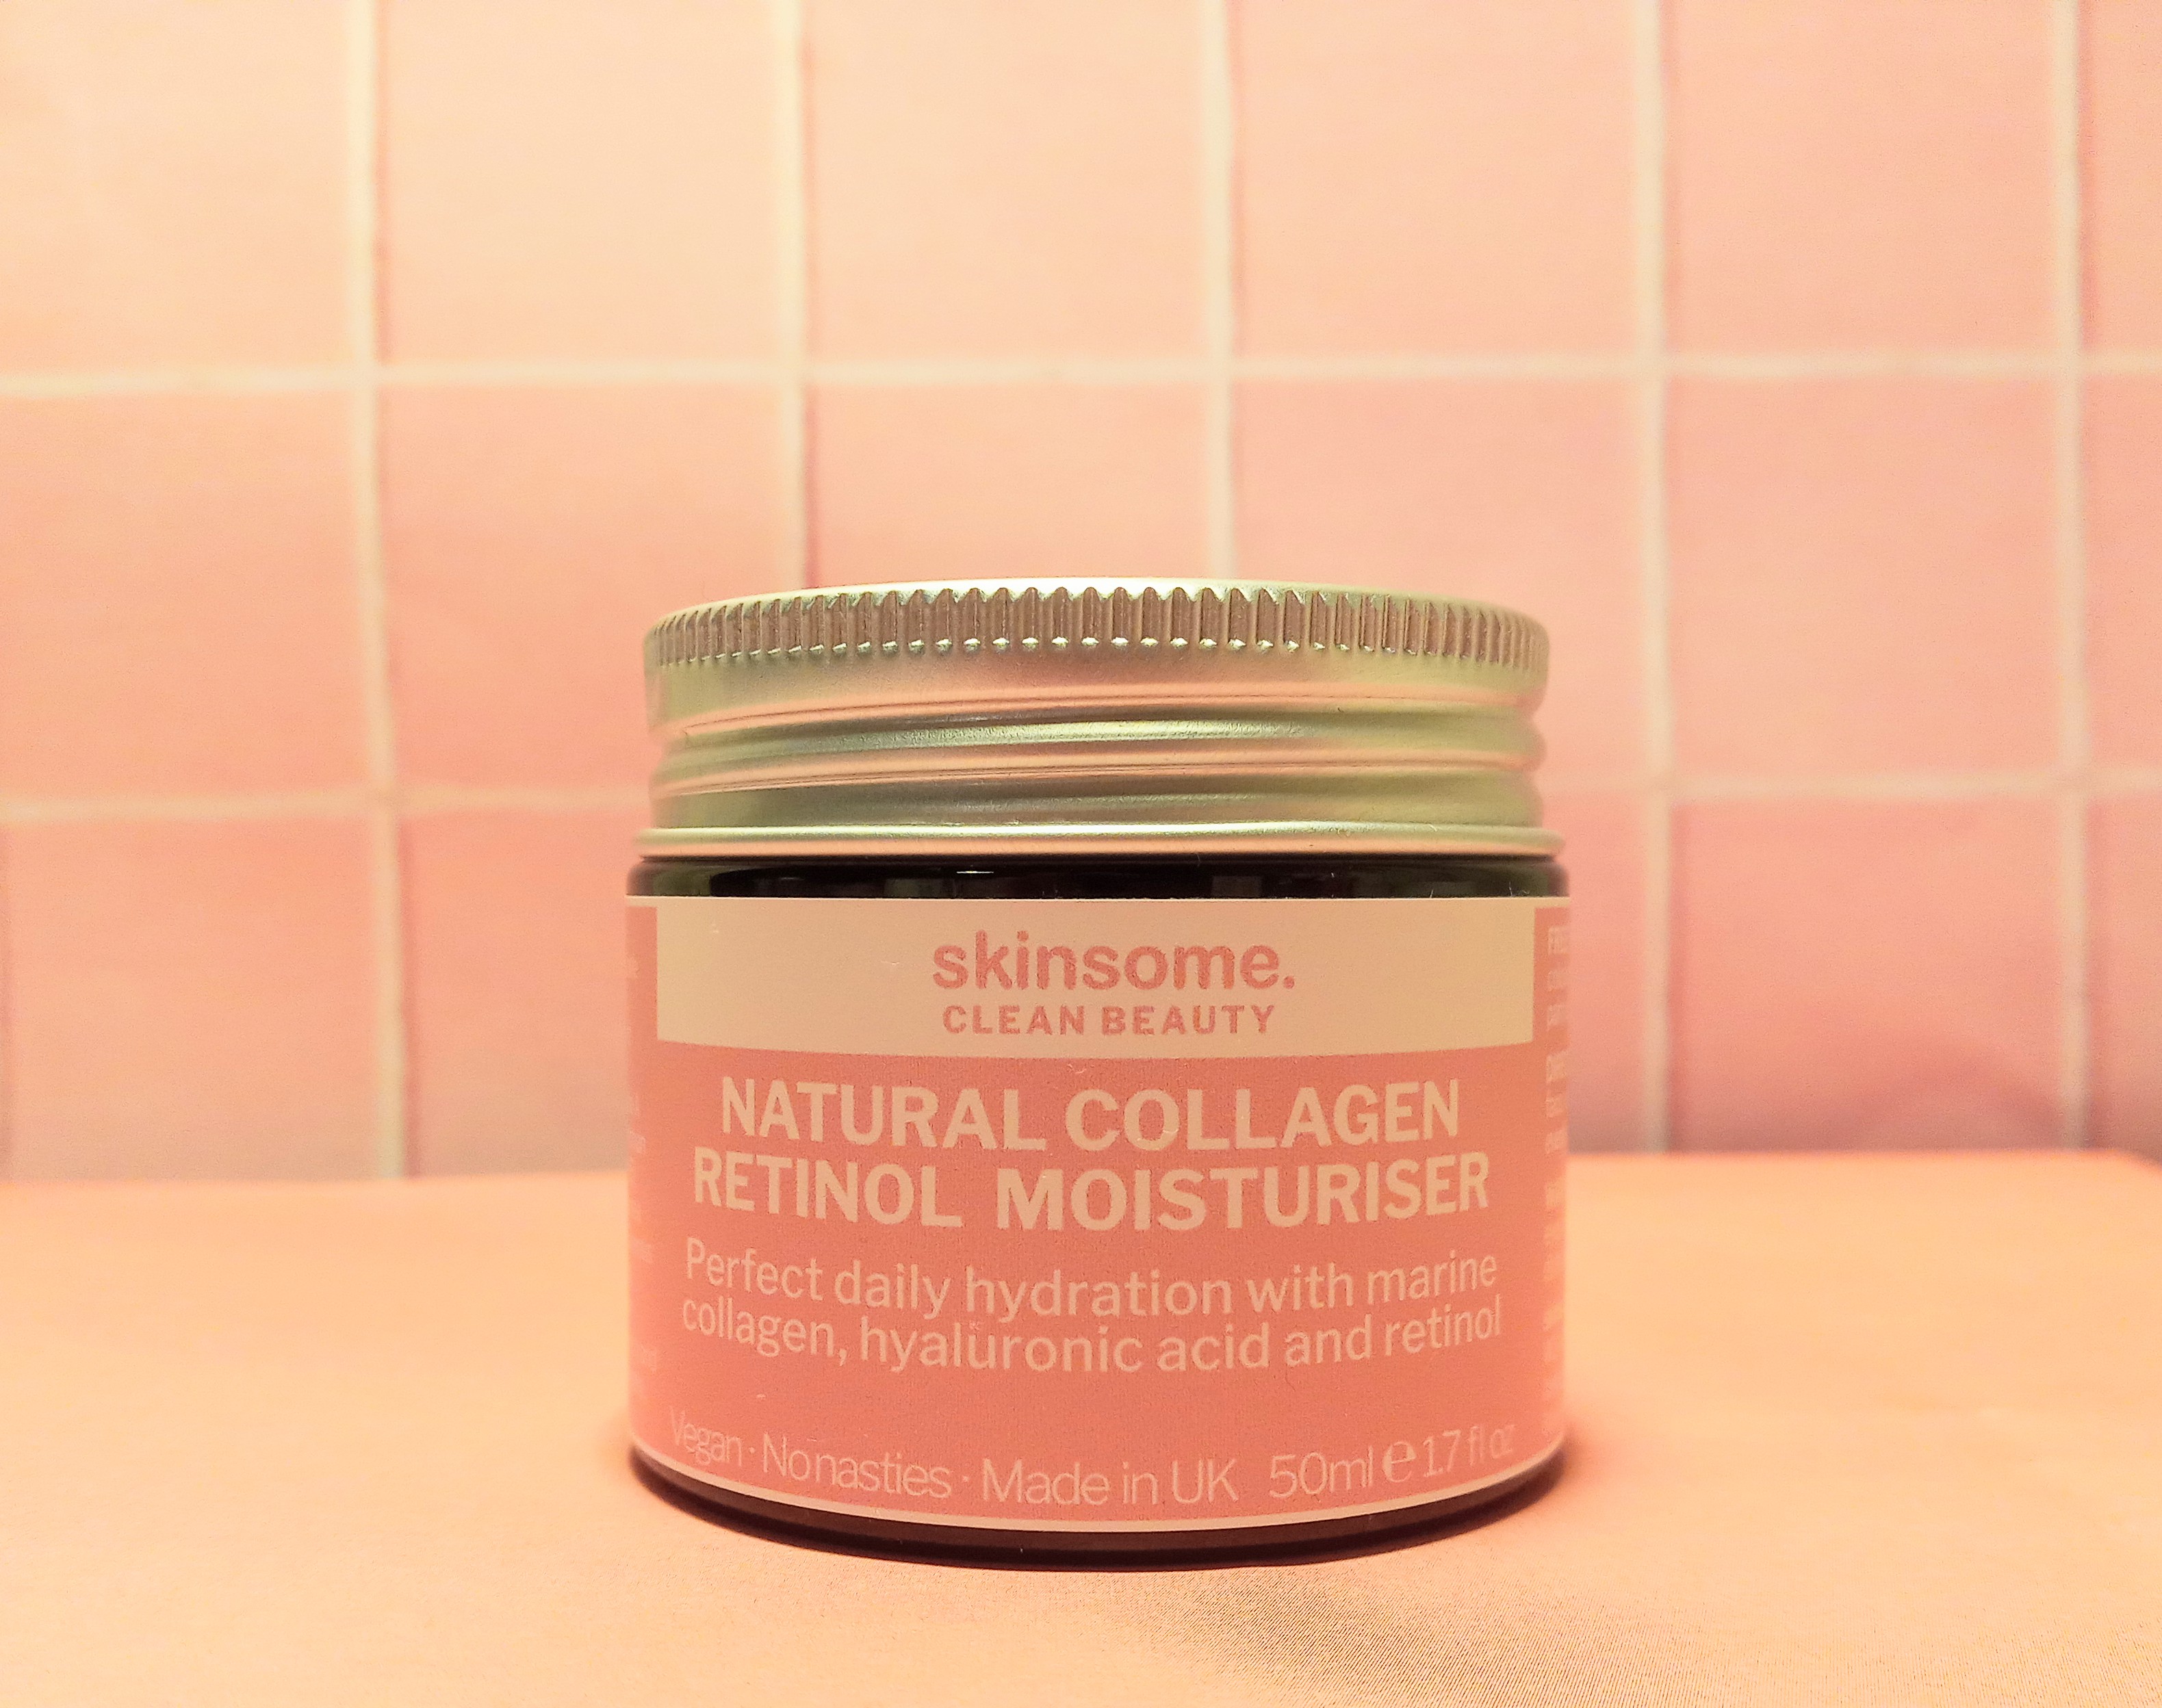 skinsome.
CLEAN BEAUTY
NATURAL COLLAGEN
RETINOL MOISTURISER
Perfect daily hydration with marine
collagen, hyaluronic acid and retinol
Vegan · No nasties · Made in UK 50ml ℮ 1.7 fl oz